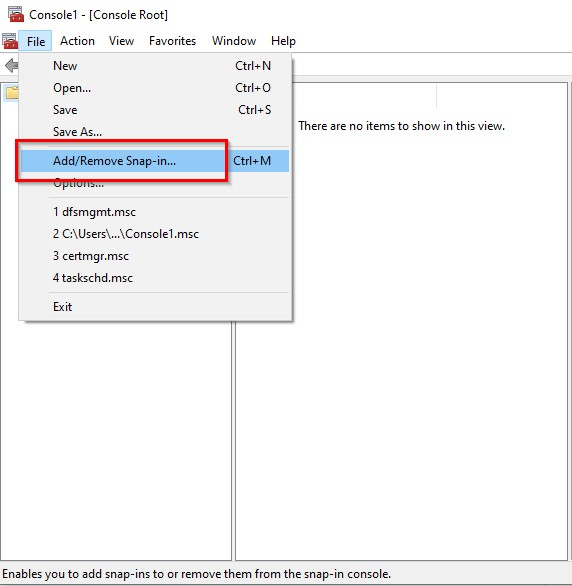 Console1 - [Console Root]
File Action View Favorites Window Help
New Ctrl+N
Open... Ctrl+O
Save Ctrl+S
Save As...
Add/Remove Snap-in... Ctrl+M
Options...
1 dfsmgmt.msc
2 C:\Users\...\Console1.msc
3 certmgr.msc
4 taskschd.msc
Exit
There are no items to show in this view.
Enables you to add snap-ins to or remove them from the snap-in console.